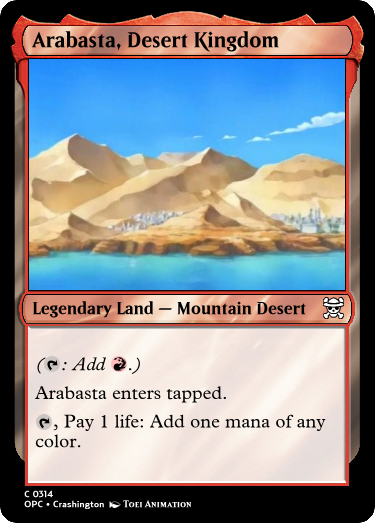 Arabasta, Desert Kingdom
Legendary Land — Mountain Desert
(: Add .)
Arabasta enters tapped.
, Pay 1 life: Add one mana of any
color.
C 0314
OPC • Crashington TOEI ANIMATION